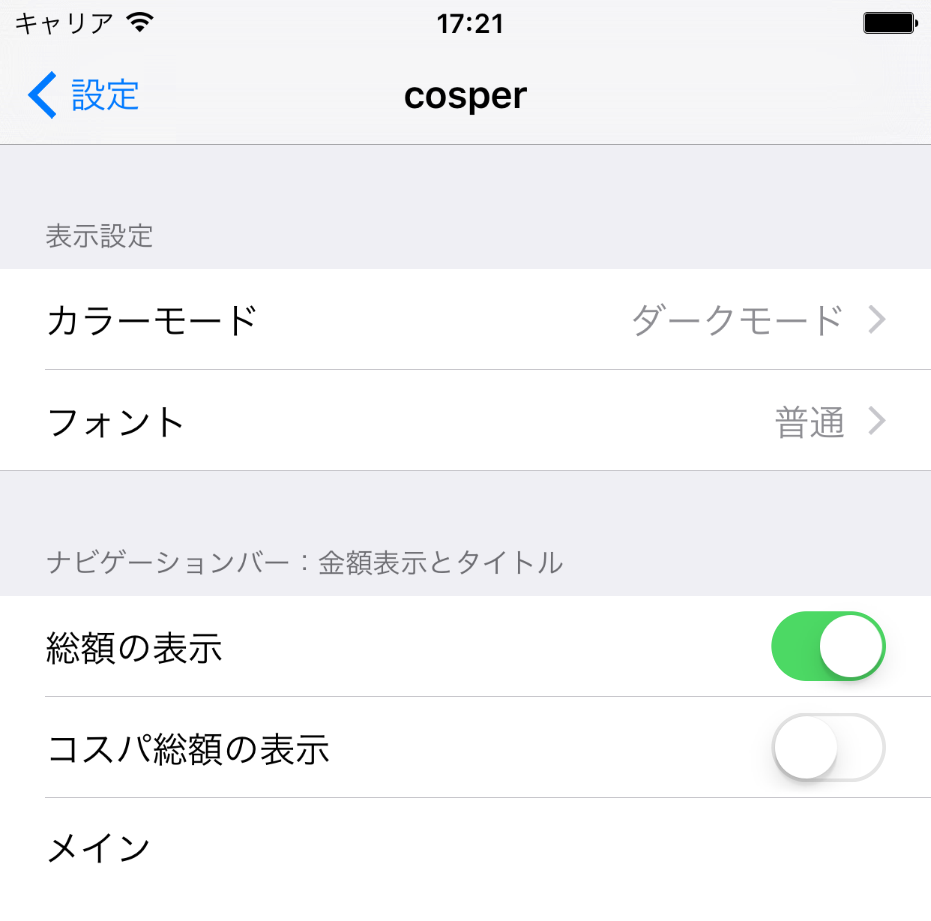 キャリア 17:21
設定 cosper
表示設定
カラーモード ダークモード
フォント 普通
ナビゲーションバー：金額表示とタイトル
総額の表示
コスパ総額の表示
メイン